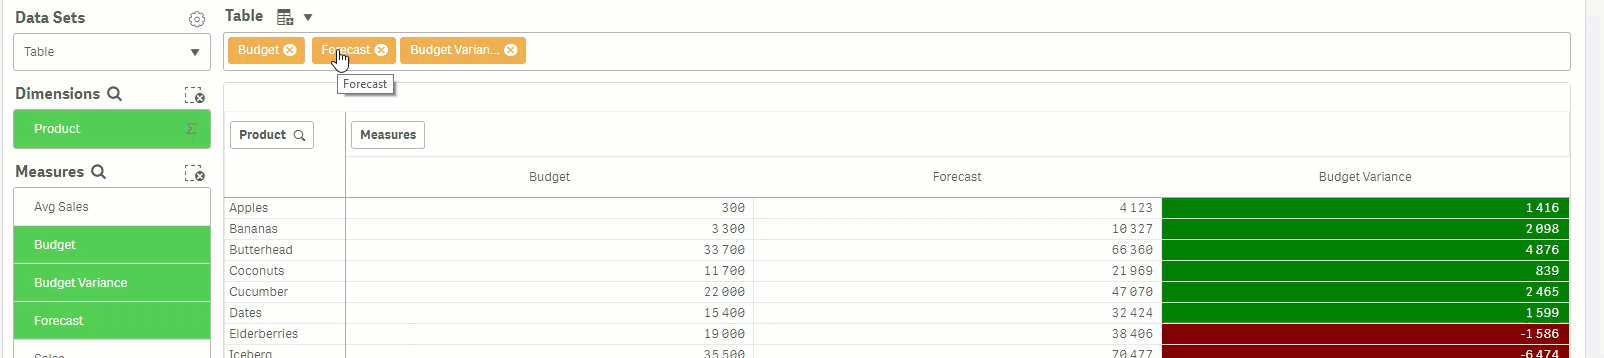 Data Sets
Table
Dimensions
Product Σ
Measures
Avg Sales
Budget
Budget Variance
Forecast
Sales
Table
Budget Forecast Budget Varian...
Forecast
Product Measures
Budget Forecast Budget Variance
Apples 300 4 123 1 416
Bananas 3 300 10 327 2 098
Butterhead 33 700 66 360 4 876
Coconuts 11 700 21 969 839
Cucumber 22 000 47 070 2 465
Dates 15 400 32 424 1 599
Elderberries 19 000 38 406 -1 586
Iceberg 35 500 70 477 -6 474